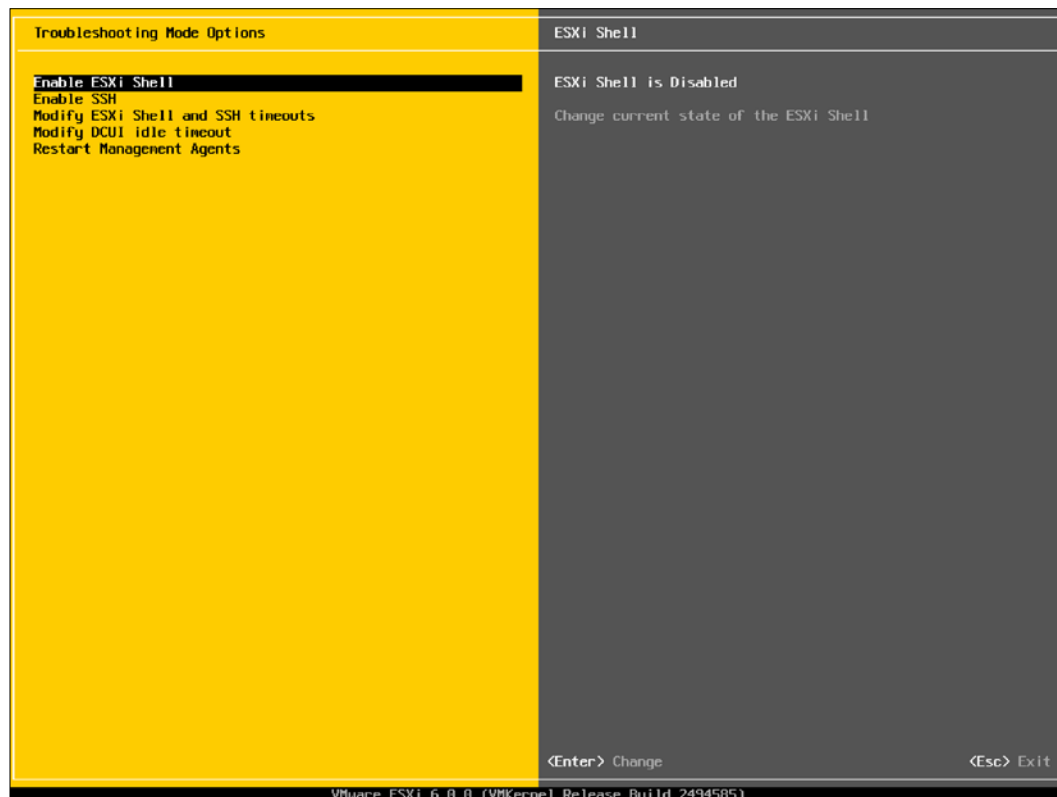 Troubleshooting Mode Options
ESXi Shell
Enable ESXi Shell
Enable SSH
Modify ESXi Shell and SSH timeouts
Modify DCUI idle timeout
Restart Management Agents
ESXi Shell is Disabled
Change current state of the ESXi Shell
<Enter> Change
<Esc> Exit
VMware ESXi 6.0.0 (VMKernel Release Build 2494585)